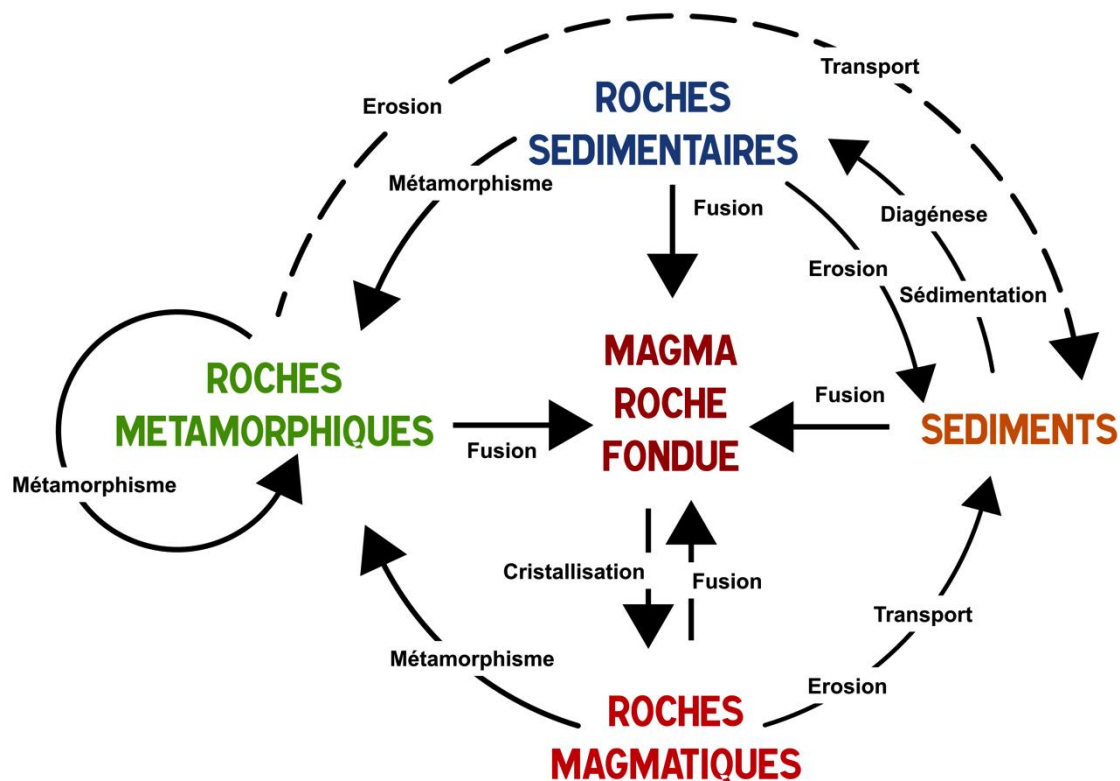 Transport
ROCHES
SEDIMENTAIRES
Erosion
Métamorphisme
Fusion
Diagénese
Erosion
Sédimentation
MAGMA
ROCHE
FONDUE
ROCHES
METAMORPHIQUES
Fusion
Fusion
SEDIMENTS
Métamorphisme
Cristallisation
Fusion
Transport
Métamorphisme
Erosion
ROCHES
MAGMATIQUES